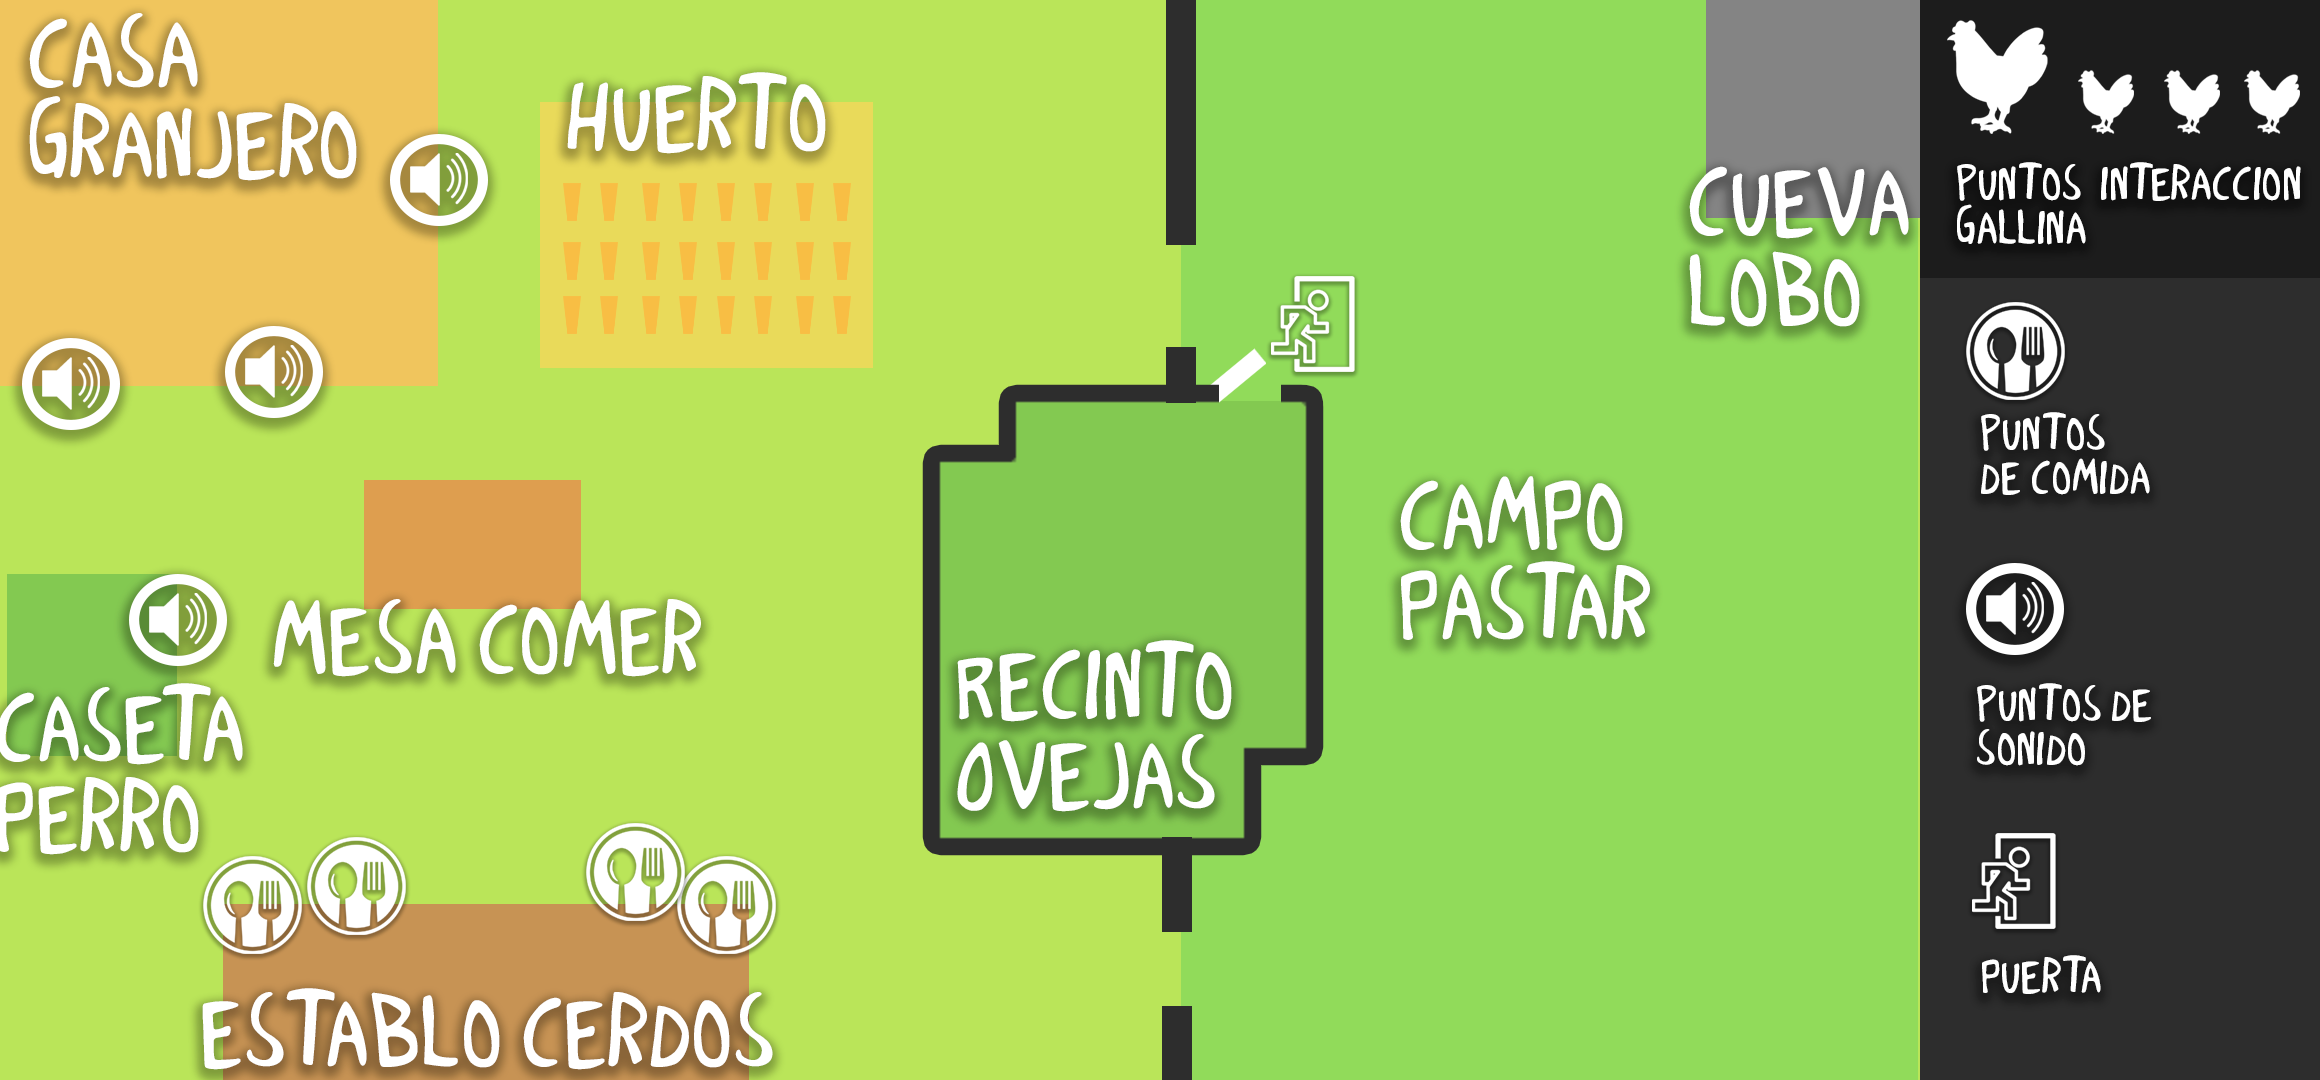 CASA
GRANJERO
HUERTO
CUEVA
LOBO
MESA COMER
CASETA
PERRO
ESTABLO CERDOS
RECINTO
OVEJAS
CAMPO
PASTAR
PUNTOS INTERACCION
GALLINA
PUNTOS
DE COMIDA
PUNTOS DE
SONIDO
PUERTA